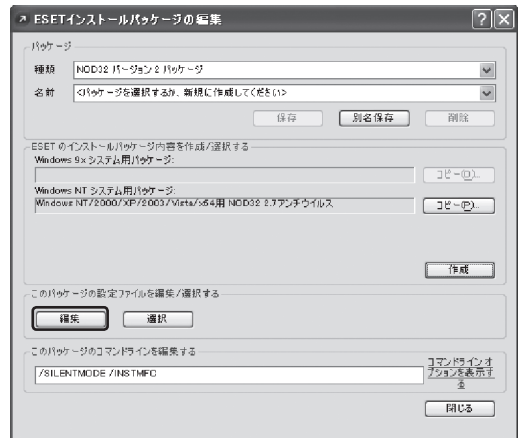 ESETインストールパッケージの編集
パッケージ
種類 NOD32 バージョン 2 パッケージ
名前 <パッケージを選択するか、新規に作成してください>
保存 別名保存 削除
ESET のインストールパッケージ内容を作成/選択する
Windows 9x システム用パッケージ:
コピー(O)...
Windows NT システム用パッケージ:
Windows NT/2000/XP/2003/Vista/x64用 NOD32 2.7アンチウイルス
コピー(P)...
作成
このパッケージの設定ファイルを編集/選択する
編集 選択
このパッケージのコマンドラインを編集する
/SILENTMODE /INSTMFC
コマンドラインオ
プションを表示す
る
閉じる